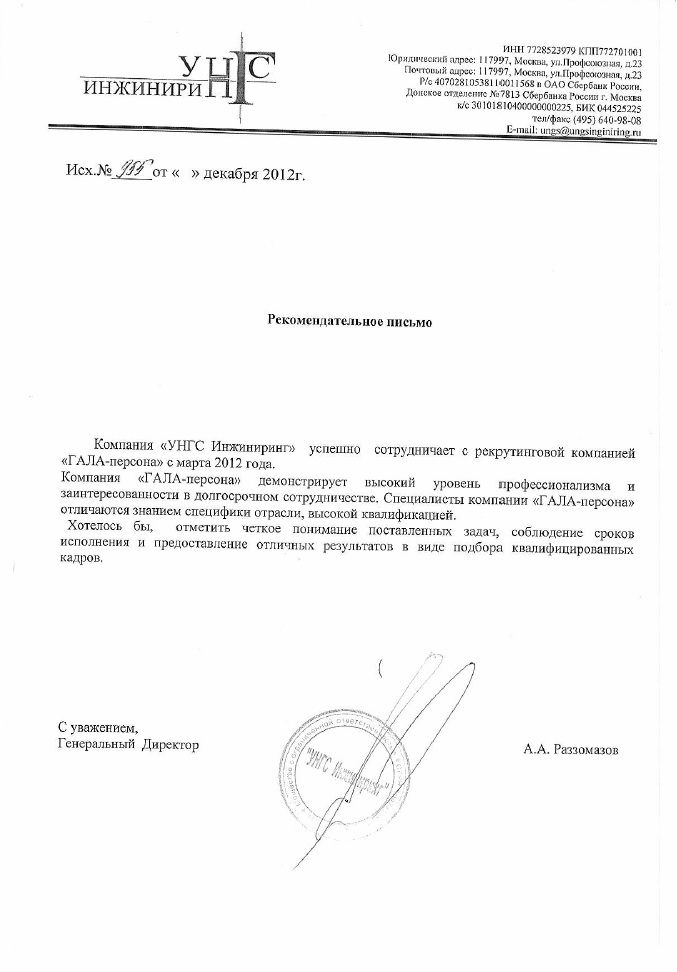 УНГС
ИНЖИНИРИНГ
ИНН 7728523979 КПП772701001
Юридический адрес: 117997, Москва, ул.Профсоюзная, д.23
Почтовый адрес: 117997, Москва, ул.Профсоюзная, д.23
Р/с 40702810538110011568 в ОАО Сбербанк России,
Донское отделение №7813 Сбербанка России г. Москва
к/с 30101810400000000225, БИК 044525225
тел/факс (495) 640-98-08
E-mail: ungs@ungsinginiring.ru
Исх.№ 955 от « » декабря 2012г.
Рекомендательное письмо
Компания «УНГС Инжиниринг» успешно сотрудничает с рекрутинговой компанией
«ГАЛА-персона» с марта 2012 года.
Компания «ГАЛА-персона» демонстрирует высокий уровень профессионализма и
заинтересованности в долгосрочном сотрудничестве. Специалисты компании «ГАЛА-персона»
отличаются знанием специфики отрасли, высокой квалификацией.
Хотелось бы, отметить четкое понимание поставленных задач, соблюдение сроков
исполнения и предоставление отличных результатов в виде подбора квалифицированных
кадров.
С уважением,
Генеральный Директор
А.А. Раззомазов
с ограниченной ответственностью
"УНГС Инжиниринг"